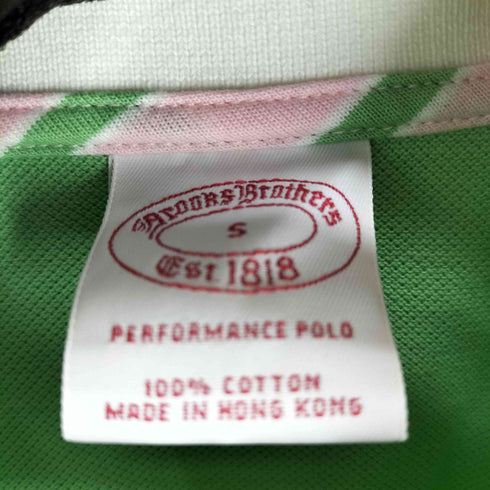 Brooks Brothers
S
Est 1818
PERFORMANCE POLO
100% COTTON
MADE IN HONG KONG